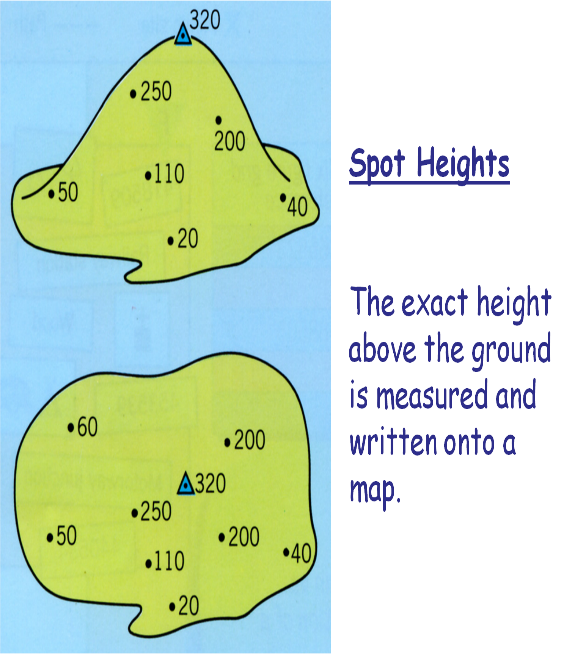 320
250
200
110
50
40
20
Spot Heights
The exact height
above the ground
is measured and
written onto a
map.
60
200
320
250
50
200
110
40
20